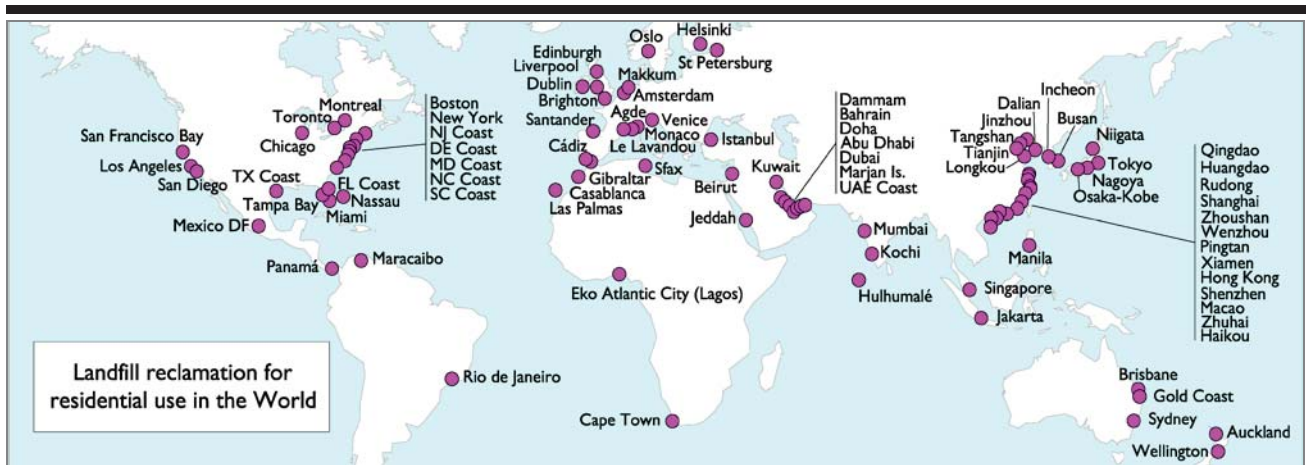 Helsinki
Oslo
St Petersburg
Edinburgh
Liverpool
Dublin
Brighton
Makkum
Amsterdam
Santander
Agde
Venice
Monaco
Le Lavandou
Istanbul
Cádiz
Gibraltar
Casablanca
Las Palmas
Sfax
Beirut
Jeddah
Kuwait
Dammam
Bahrain
Doha
Abu Dhabi
Dubai
Marjan Is.
UAE Coast
Montreal
Toronto
Chicago
San Francisco Bay
Los Angeles
San Diego
TX Coast
Tampa Bay
FL Coast
Nassau
Miami
Mexico DF
Panamá
Maracaibo
Boston
New York
NJ Coast
DE Coast
MD Coast
NC Coast
SC Coast
Incheon
Dalian
Jinzhou
Busan
Tangshan
Tianjin
Longkou
Niigata
Tokyo
Nagoya
Osaka-Kobe
Qingdao
Huangdao
Rudong
Shanghai
Zhoushan
Wenzhou
Pingtan
Xiamen
Hong Kong
Shenzhen
Macao
Zhuhai
Haikou
Mumbai
Kochi
Hulhumalé
Manila
Singapore
Jakarta
Eko Atlantic City (Lagos)
Rio de Janeiro
Cape Town
Brisbane
Gold Coast
Sydney
Auckland
Wellington
Landfill reclamation for
residential use in the World